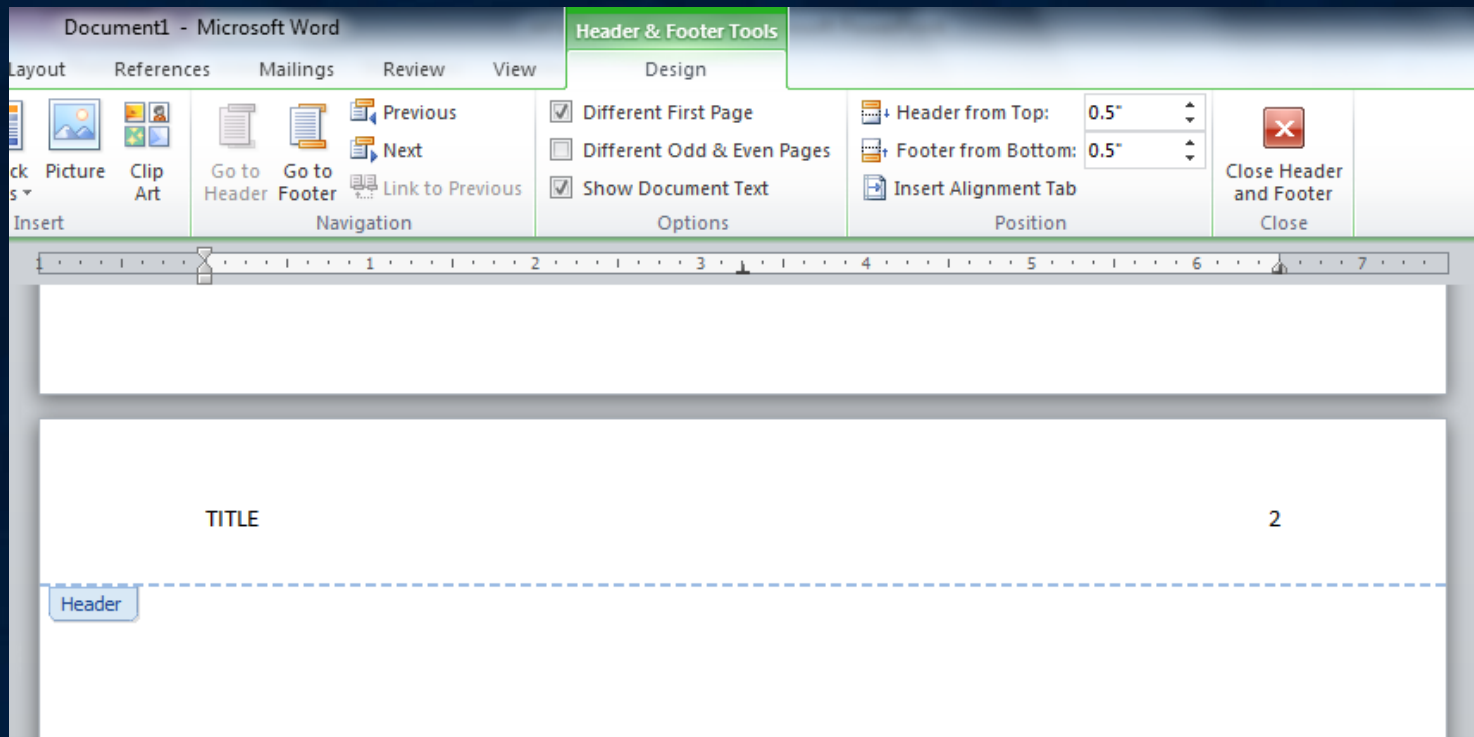 Document1 - Microsoft Word
Header & Footer Tools
Layout References Mailings Review View Design
Previous
Different First Page
Header from Top: 0.5"
Next
Different Odd & Even Pages
Footer from Bottom: 0.5"
ck Picture Clip Go to Go to
Close Header
s Art Header Footer
Link to Previous
Show Document Text
Insert Alignment Tab
and Footer
Insert Navigation Options Position Close
1 1 2 3 4 5 6 7
TITLE 2
Header